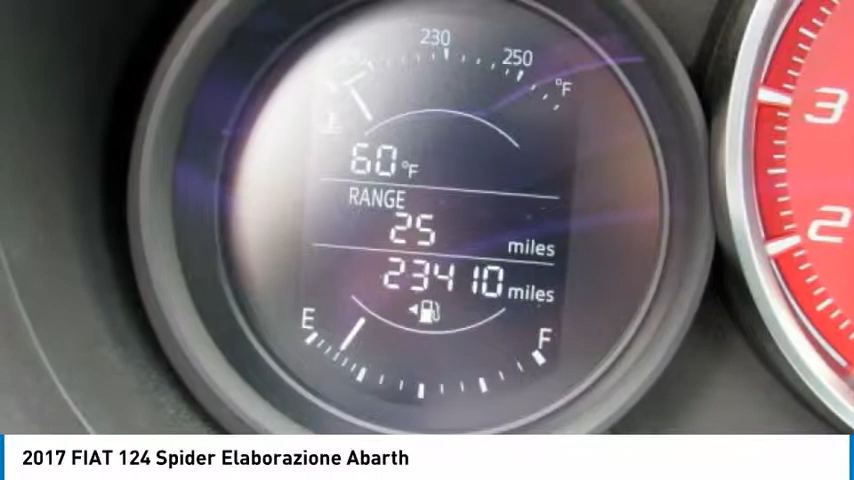 230
250
°F
60 °F
RANGE
25 miles
23410 miles
E
F
3
2
2017 FIAT 124 Spider Elaborazione Abarth